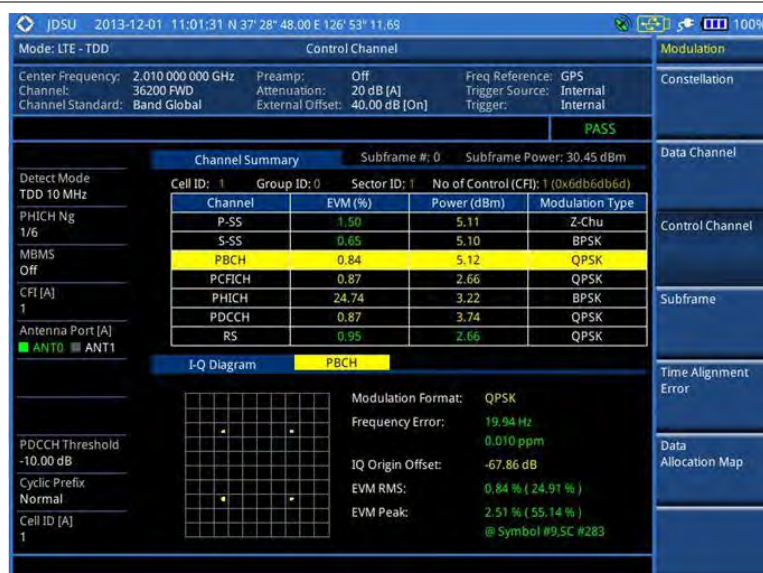 JDSU 2013-12-01 11:01:31 N 37' 28" 48.00 E 126' 53" 11.69 100%
Mode: LTE - TDD Control Channel Modulation
Center Frequency: 2.010 000 000 GHz Preamp: Off Freq Reference: GPS
Channel: 36200 FWD Attenuation: 20 dB [A] Trigger Source: Internal
Channel Standard: Band Global External Offset: 40.00 dB [On] Trigger: Internal
PASS
Constellation
Data Channel
Control Channel
Subframe
Time Alignment
Error
Data
Allocation Map
Detect Mode
TDD 10 MHz
PHICH Ng
1/6
MBMS
Off
CFI [A]
1
Antenna Port [A]
ANT0 ANT1
PDCCH Threshold
-10.00 dB
Cyclic Prefix
Normal
Cell ID [A]
1
Channel Summary Subframe #: 0 Subframe Power: 30.45 dBm
Cell ID: 1 Group ID: 0 Sector ID: 1 No of Control (CFI): 1 (0x6db6db6d)
Channel EVM (%) Power (dBm) Modulation Type
P-SS 1.50 5.11 Z-Chu
S-SS 0.65 5.10 BPSK
PBCH 0.84 5.12 QPSK
PCFICH 0.87 2.66 QPSK
PHICH 24.74 3.22 BPSK
PDCCH 0.87 3.74 QPSK
RS 0.95 2.66 QPSK
I-Q Diagram PBCH
Modulation Format: QPSK
Frequency Error: 19.94 Hz
0.010 ppm
IQ Origin Offset: -67.86 dB
EVM RMS: 0.84 % ( 24.91 % )
EVM Peak: 2.51 % ( 55.14 % )
@ Symbol #9,SC #283